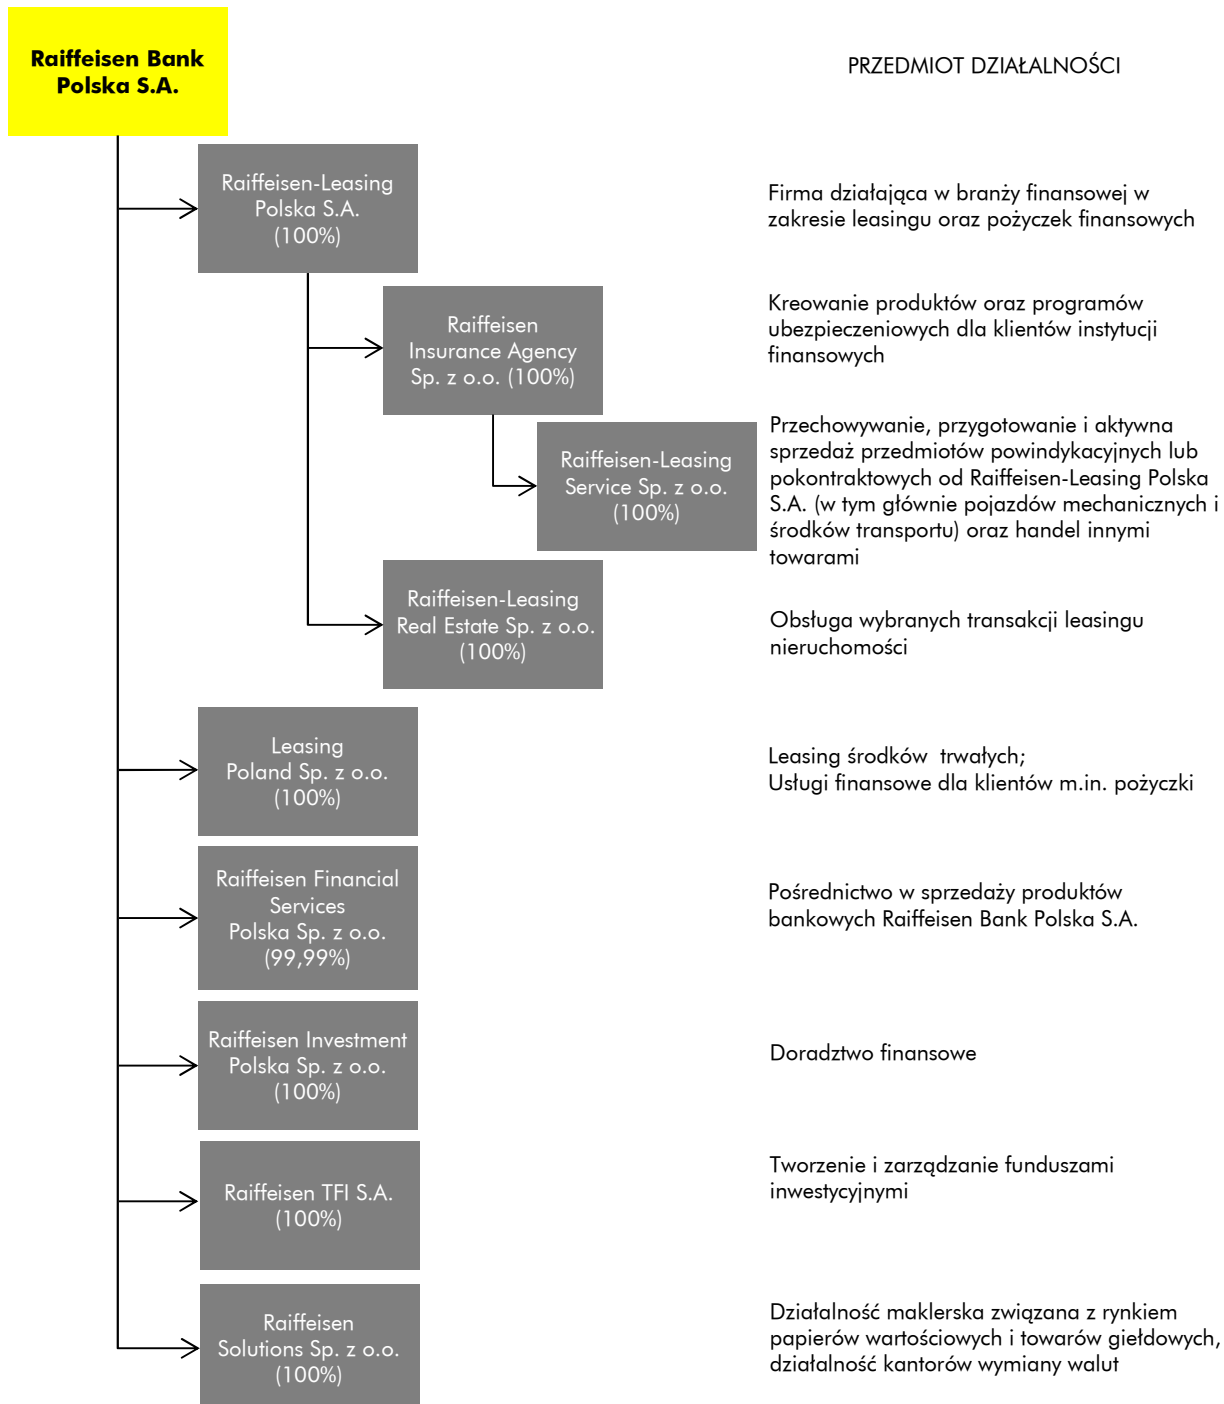 Raiffeisen Bank
Polska S.A.
PRZEDMIOT DZIAŁALNOŚCI
Raiffeisen-Leasing
Polska S.A.
(100%)
Firma działająca w branży finansowej w
zakresie leasingu oraz pożyczek finansowych
Raiffeisen
Insurance Agency
Sp. z o.o. (100%)
Kreowanie produktów oraz programów
ubezpieczeniowych dla klientów instytucji
finansowych
Raiffeisen-Leasing
Service Sp. z o.o.
(100%)
Przechowywanie, przygotowanie i aktywna
sprzedaż przedmiotów powindykacyjnych lub
pokontraktowych od Raiffeisen-Leasing Polska
S.A. (w tym głównie pojazdów mechanicznych i
środków transportu) oraz handel innymi
towarami
Raiffeisen-Leasing
Real Estate Sp. z o.o.
(100%)
Obsługa wybranych transakcji leasingu
nieruchomości
Leasing
Poland Sp. z o.o.
(100%)
Leasing środków  trwałych;
Usługi finansowe dla klientów m.in. pożyczki
Raiffeisen Financial
Services
Polska Sp. z o.o.
(99,99%)
Pośrednictwo w sprzedaży produktów
bankowych Raiffeisen Bank Polska S.A.
Raiffeisen Investment
Polska Sp. z o.o.
(100%)
Doradztwo finansowe
Raiffeisen TFI S.A.
(100%)
Tworzenie i zarządzanie funduszami
inwestycyjnymi
Raiffeisen
Solutions Sp. z o.o.
(100%)
Działalność maklerska związana z rynkiem
papierów wartościowych i towarów giełdowych,
działalność kantorów wymiany walut